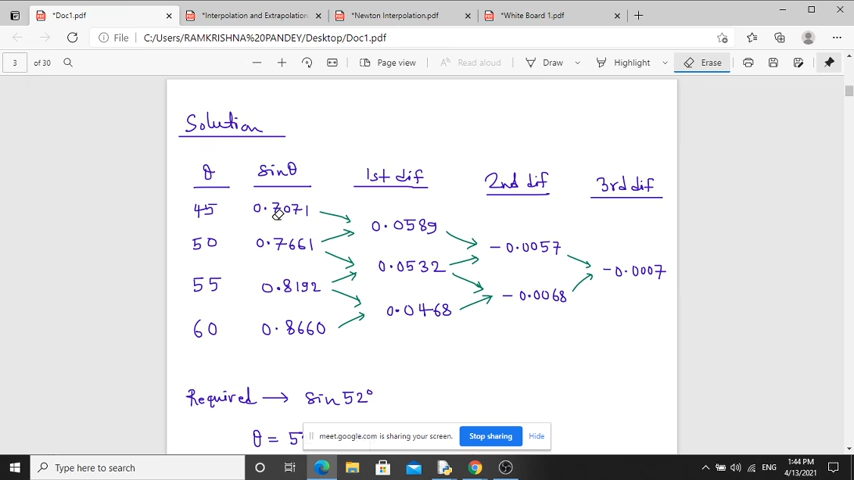 *Doc1.pdf
*Interpolation and Extrapolation
*Newton Interpolation.pdf
*White Board 1.pdf
File
C:/Users/RAMKRISHNA%20PANDEY/Desktop/Doc1.pdf
3 of 30
Page view
Read aloud
Draw
Highlight
Erase
Solution
θ sinθ 1st dif 2nd dif 3rd dif
45 0.7071
0.0589
50 0.7661 -0.0057
0.0532 -0.0007
55 0.8192 -0.0068
0.0468
60 0.8660
Required → sin 52°
θ = 5
meet.google.com is sharing your screen.
Stop sharing
Hide
Type here to search
ENG
1:44 PM
4/13/2021